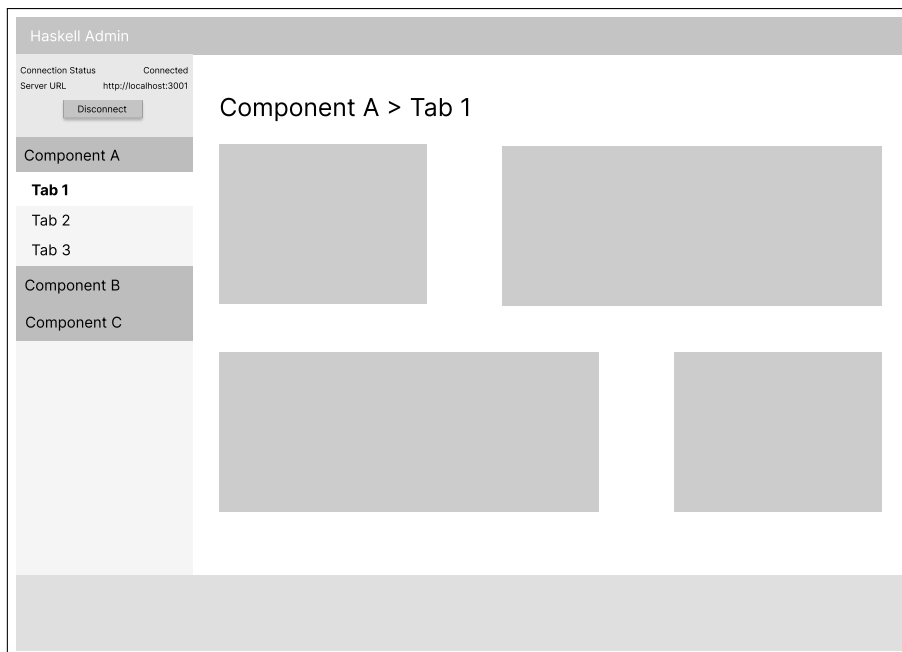 Haskell Admin
Connection Status Connected
Server URL http://localhost:3001
Disconnect
Component A
Tab 1
Tab 2
Tab 3
Component B
Component C
Component A > Tab 1